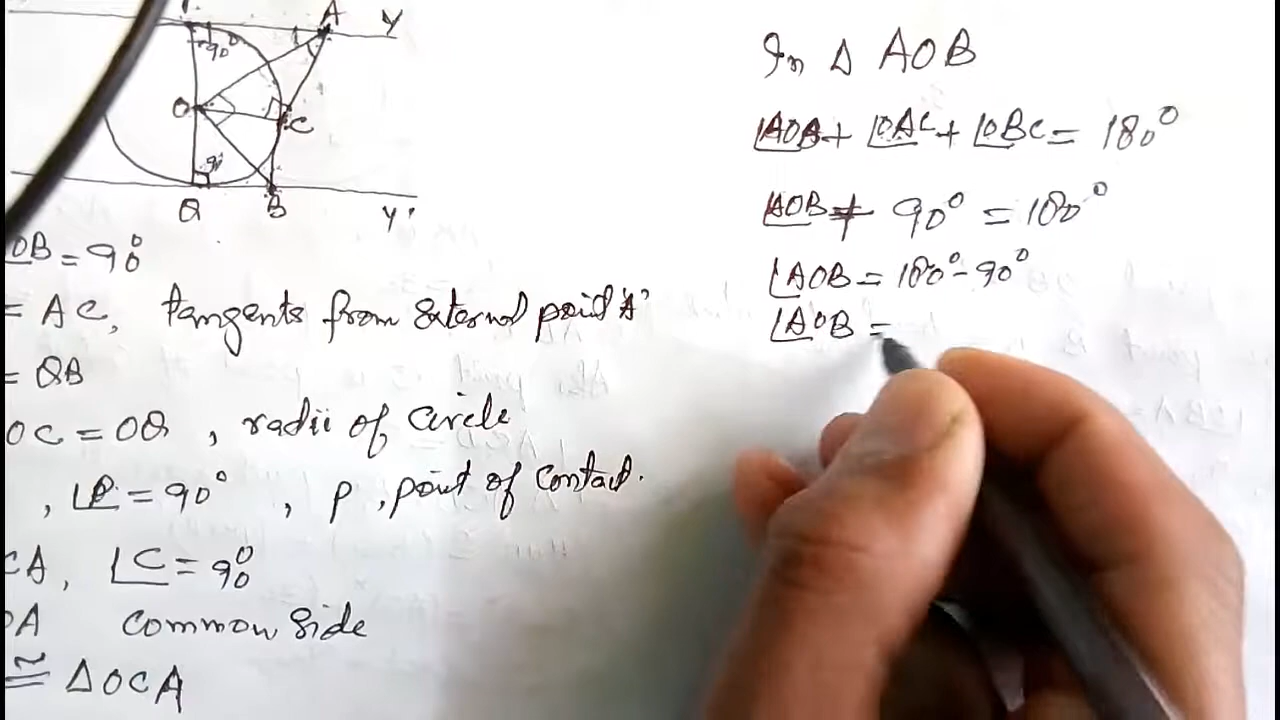 A
Y
90°
O
C
90°
Q
B
Y'
OB = 90°
= AC, tangents from external point 'A'
= QB
OC = OQ , radii of circle
, ∠P = 90° , P , point of contact.
CA, ∠C = 90°
OA common side
≅ ΔOCA
In Δ AOB
∠AOB + ∠OAC + ∠OBC = 180°
∠AOB + 90° = 180°
∠AOB = 180° - 90°
∠AOB =